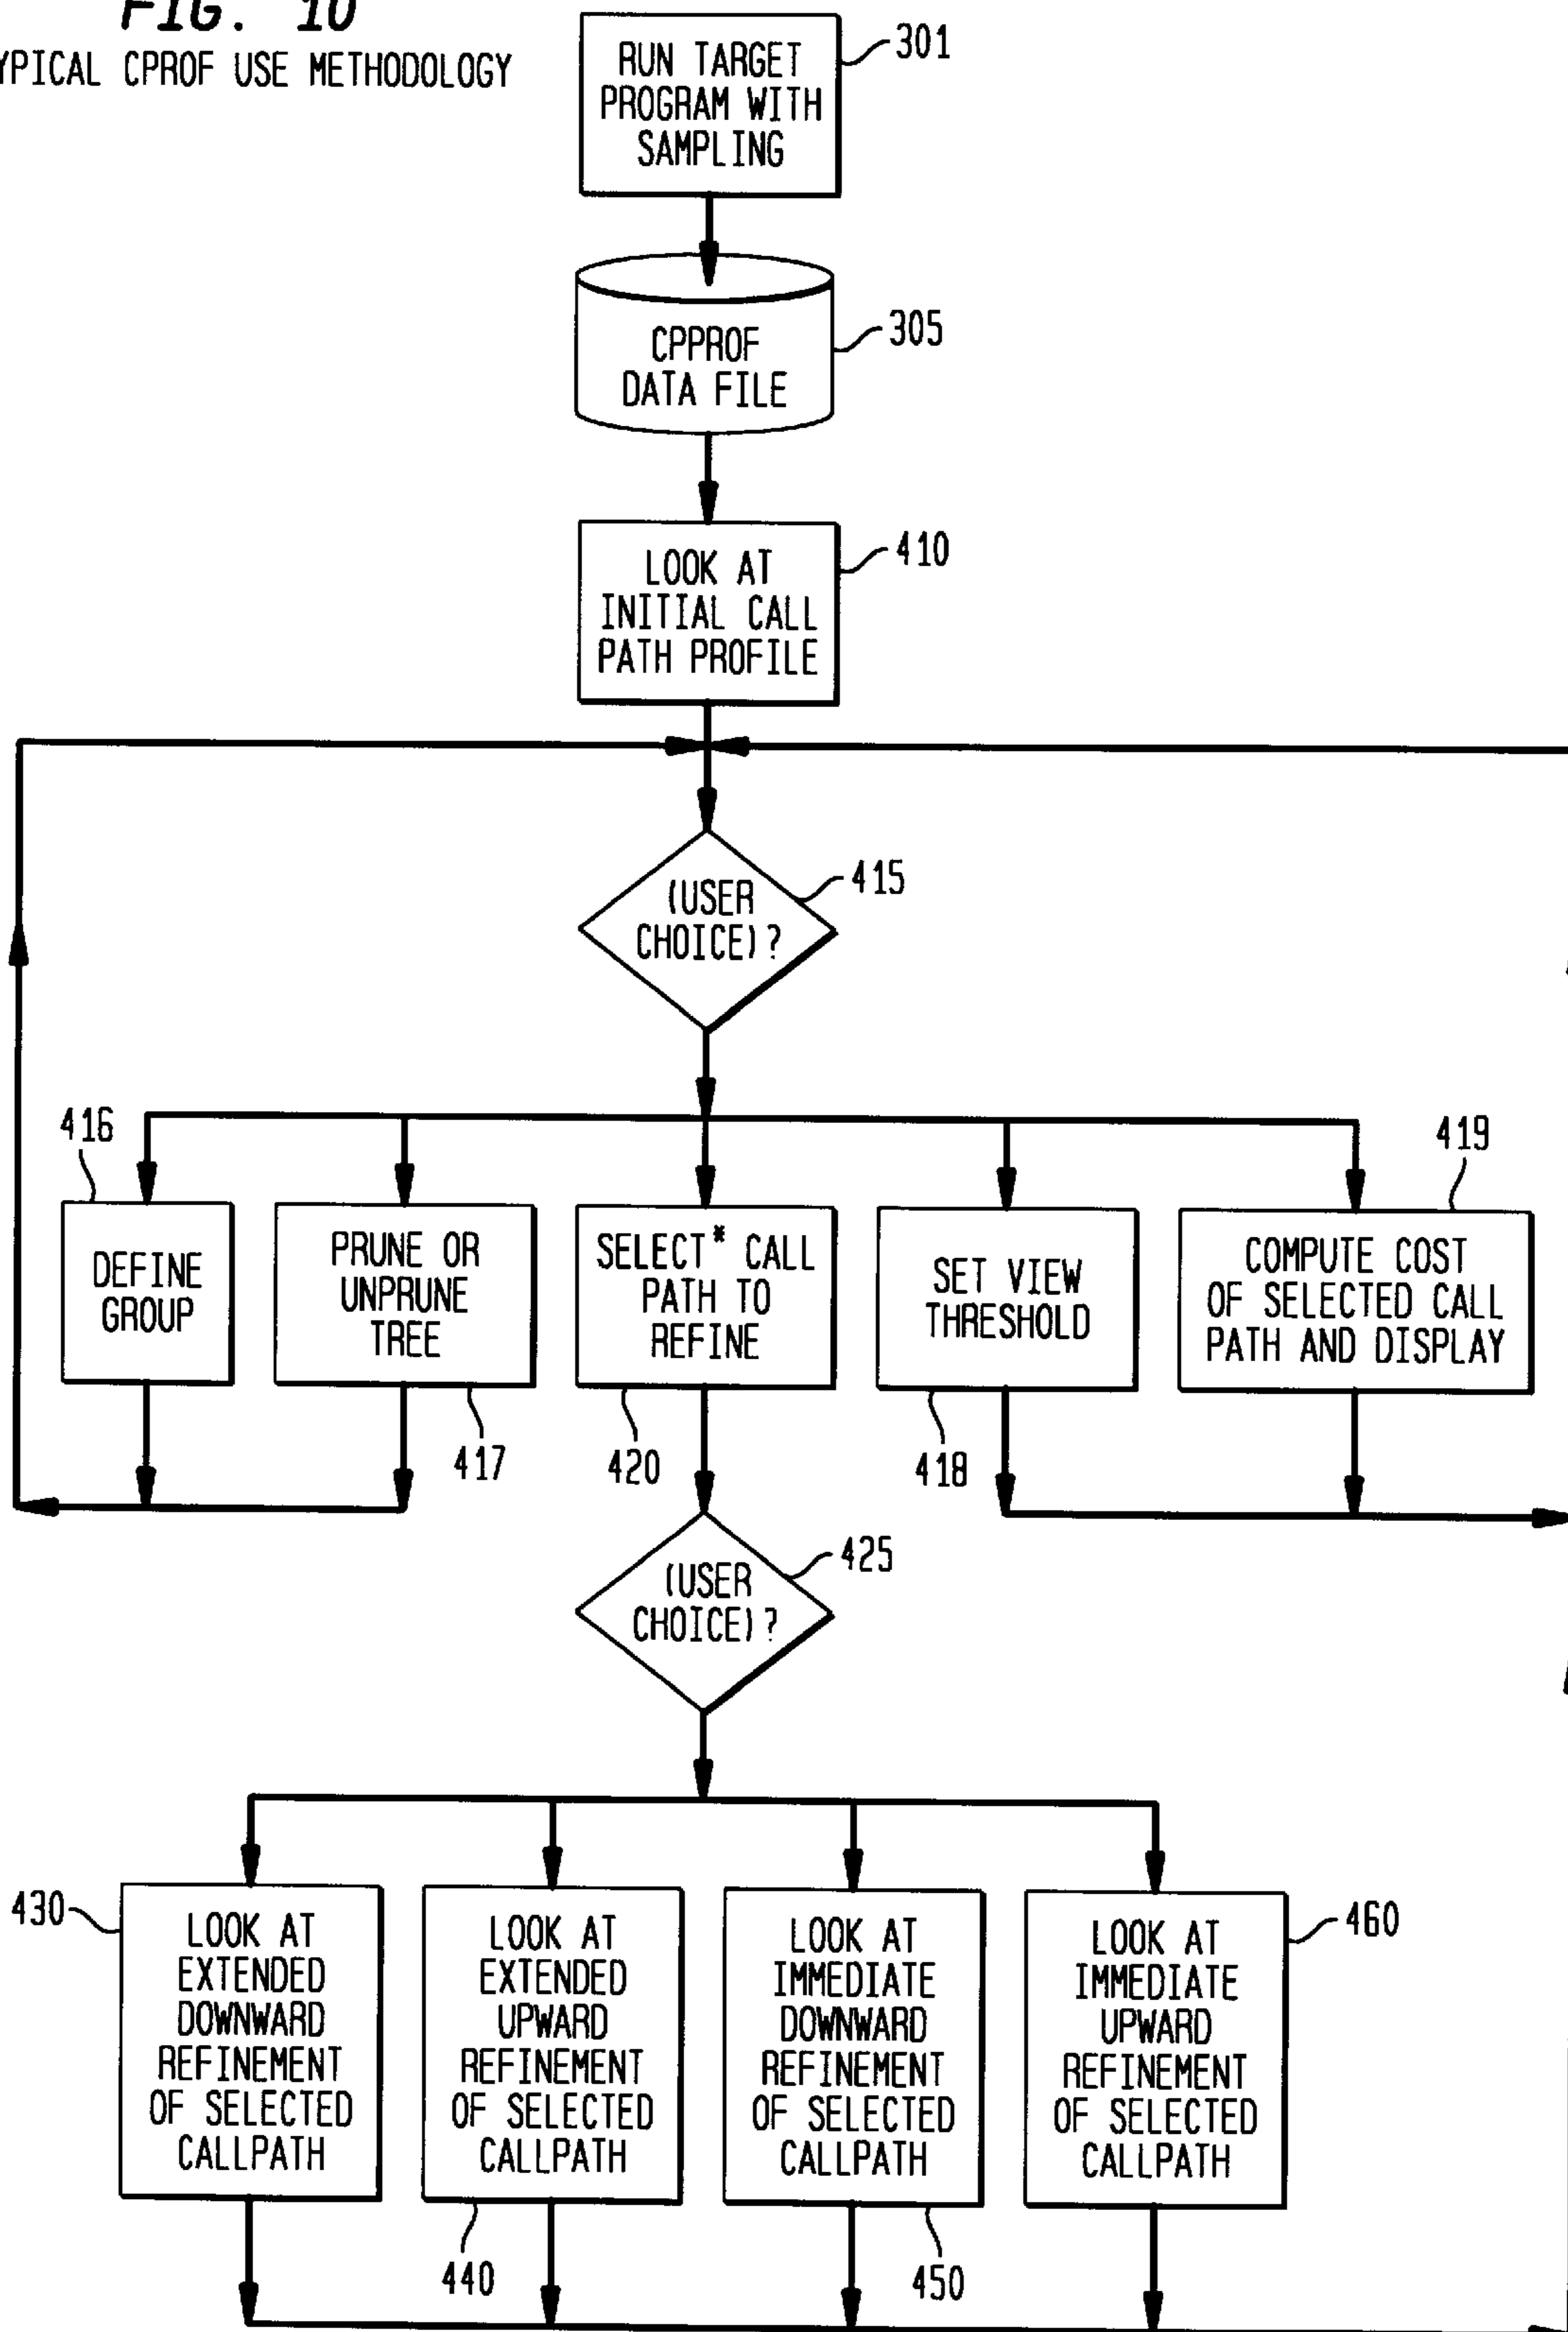 FIG. 10
YPICAL CPROF USE METHODOLOGY
RUN TARGET
PROGRAM WITH
SAMPLING
301
CPPROF
DATA FILE
305
LOOK AT
INITIAL CALL
PATH PROFILE
410
(USER
CHOICE)?
415
416
DEFINE
GROUP
PRUNE OR
UNPRUNE
TREE
417
SELECT* CALL
PATH TO
REFINE
420
SET VIEW
THRESHOLD
418
419
COMPUTE COST
OF SELECTED CALL
PATH AND DISPLAY
(USER
CHOICE)?
425
430
LOOK AT
EXTENDED
DOWNWARD
REFINEMENT
OF SELECTED
CALLPATH
LOOK AT
EXTENDED
UPWARD
REFINEMENT
OF SELECTED
CALLPATH
440
LOOK AT
IMMEDIATE
DOWNWARD
REFINEMENT
OF SELECTED
CALLPATH
450
LOOK AT
IMMEDIATE
UPWARD
REFINEMENT
OF SELECTED
CALLPATH
460